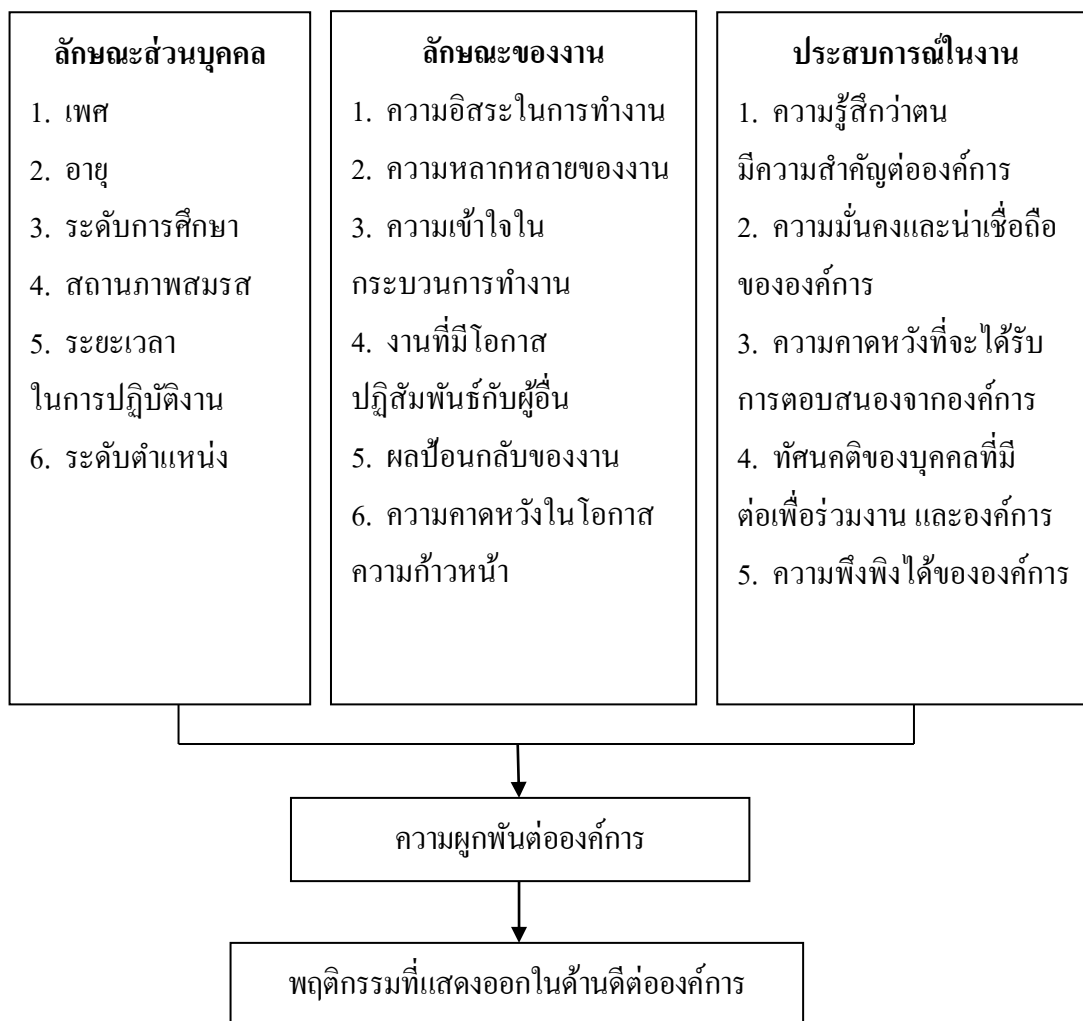 ลักษณะส่วนบุคคล
1. เพศ
2. อายุ
3. ระดับการศึกษา
4. สถานภาพสมรส
5. ระยะเวลา
ในการปฏิบัติงาน
6. ระดับตำแหน่ง
ลักษณะของงาน
1. ความอิสระในการทำงาน
2. ความหลากหลายของงาน
3. ความเข้าใจใน
กระบวนการทำงาน
4. งานที่มีโอกาส
ปฏิสัมพันธ์กับผู้อื่น
5. ผลป้อนกลับของงาน
6. ความคาดหวังในโอกาส
ความก้าวหน้า
ประสบการณ์ในงาน
1. ความรู้สึกว่าตน
มีความสำคัญต่อองค์การ
2. ความมั่นคงและน่าเชื่อถือ
ขององค์การ
3. ความคาดหวังที่จะได้รับ
การตอบสนองจากองค์การ
4. ทัศนคติของบุคคลที่มี
ต่อเพื่อร่วมงาน และองค์การ
5. ความพึงพิงได้ขององค์การ
ความผูกพันต่อองค์การ
พฤติกรรมที่แสดงออกในด้านดีต่อองค์การ